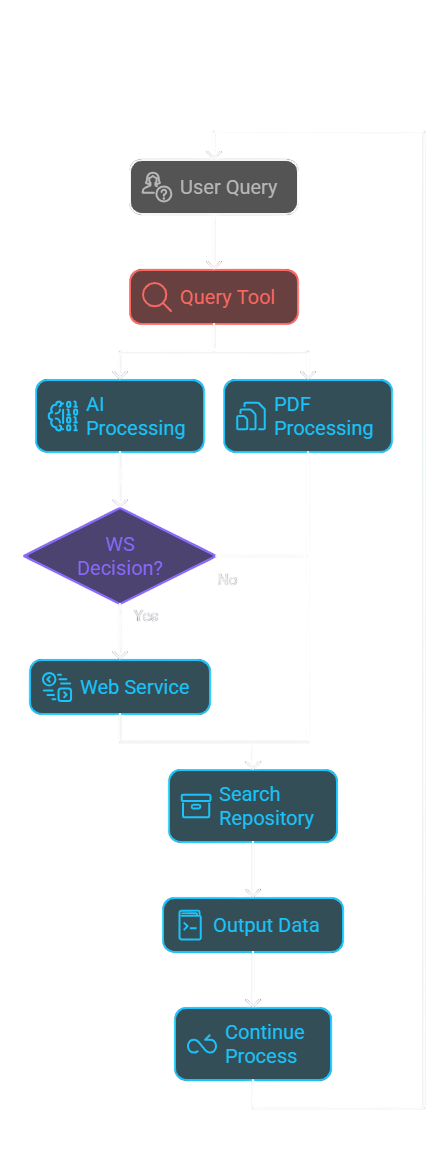 User Query
Query Tool
AI
Processing
PDF
Processing
WS
Decision?
No
Yes
Web Service
Search
Repository
Output Data
Continue
Process